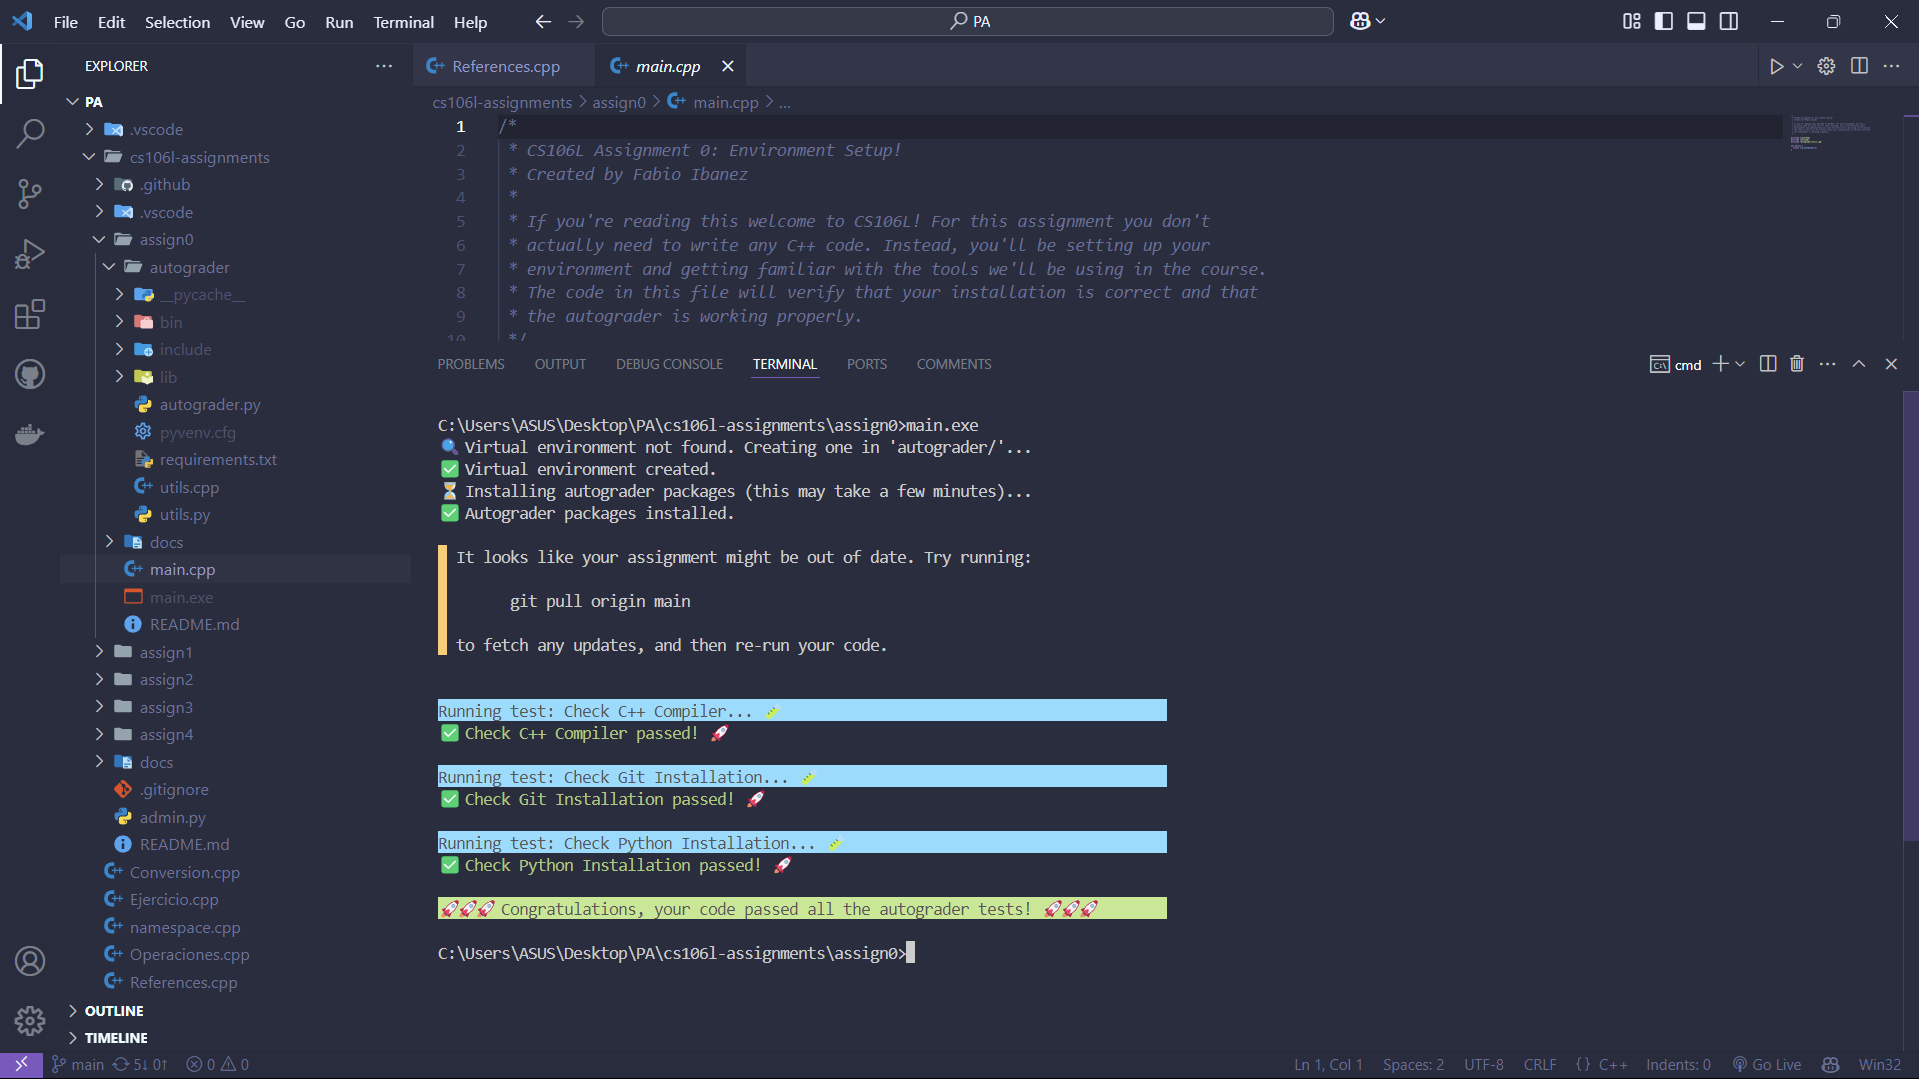 File Edit Selection View Go Run Terminal Help
PA
EXPLORER
PA
.vscode
cs106l-assignments
.github
.vscode
assign0
autograder
__pycache__
bin
include
lib
autograder.py
pyvenv.cfg
requirements.txt
utils.cpp
utils.py
docs
main.cpp
main.exe
README.md
assign1
assign2
assign3
assign4
docs
.gitignore
admin.py
README.md
Conversion.cpp
Ejercicio.cpp
namespace.cpp
Operaciones.cpp
References.cpp
OUTLINE
TIMELINE
References.cpp main.cpp
cs106l-assignments > assign0 > main.cpp > ...
1 /*
2 * CS106L Assignment 0: Environment Setup!
3 * Created by Fabio Ibanez
4 *
5 * If you're reading this welcome to CS106L! For this assignment you don't
6 * actually need to write any C++ code. Instead, you'll be setting up your
7 * environment and getting familiar with the tools we'll be using in the course.
8 * The code in this file will verify that your installation is correct and that
9 * the autograder is working properly.
10 */
PROBLEMS OUTPUT DEBUG CONSOLE TERMINAL PORTS COMMENTS
cmd
C:\Users\ASUS\Desktop\PA\cs106l-assignments\assign0>main.exe
🔍 Virtual environment not found. Creating one in 'autograder/'...
✅ Virtual environment created.
⏳ Installing autograder packages (this may take a few minutes)...
✅ Autograder packages installed.
It looks like your assignment might be out of date. Try running:
git pull origin main
to fetch any updates, and then re-run your code.
Running test: Check C++ Compiler... 🧪
✅ Check C++ Compiler passed! 🚀
Running test: Check Git Installation... 🧪
✅ Check Git Installation passed! 🚀
Running test: Check Python Installation... 🧪
✅ Check Python Installation passed! 🚀
🚀🚀🚀 Congratulations, your code passed all the autograder tests! 🚀🚀🚀
C:\Users\ASUS\Desktop\PA\cs106l-assignments\assign0>
main 5↓ 0↑ 0 0
Ln 1, Col 1 Spaces: 2 UTF-8 CRLF {} C++ Indents: 0 Go Live Win32